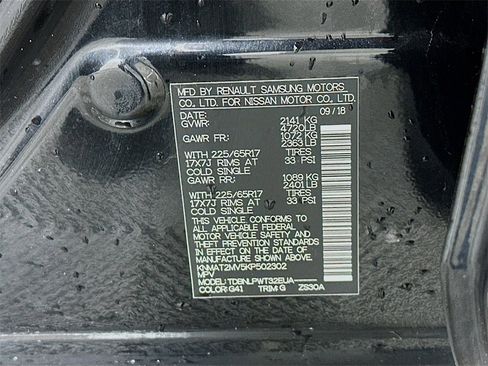 MFD BY RENAULT SAMSUNG MOTORS
CO., LTD. FOR NISSAN MOTOR CO., LTD.
DATE: 09 / 18
GVWR: 2141 KG
4720LB
GAWR FR: 1072 KG
2363 LB
WITH 225/65R17 TIRES
17X7J RIMS AT 33 PSI
COLD SINGLE
GAWR RR: 1089 KG
2401 LB
WITH 225/65R17 TIRES
17X7J RIMS AT 33 PSI
COLD SINGLE
THIS VEHICLE CONFORMS TO
ALL APPLICABLE FEDERAL
MOTOR VEHICLE SAFETY AND
THEFT PREVENTION STANDARDS
IN EFFECT ON THE DATE OF
MANUFACTURE SHOWN ABOVE.
KNMAT2MV5KP502302
MPV
MODEL: TDBNLPWT32EUA
COLOR: G41 TRIM: G ZS30A